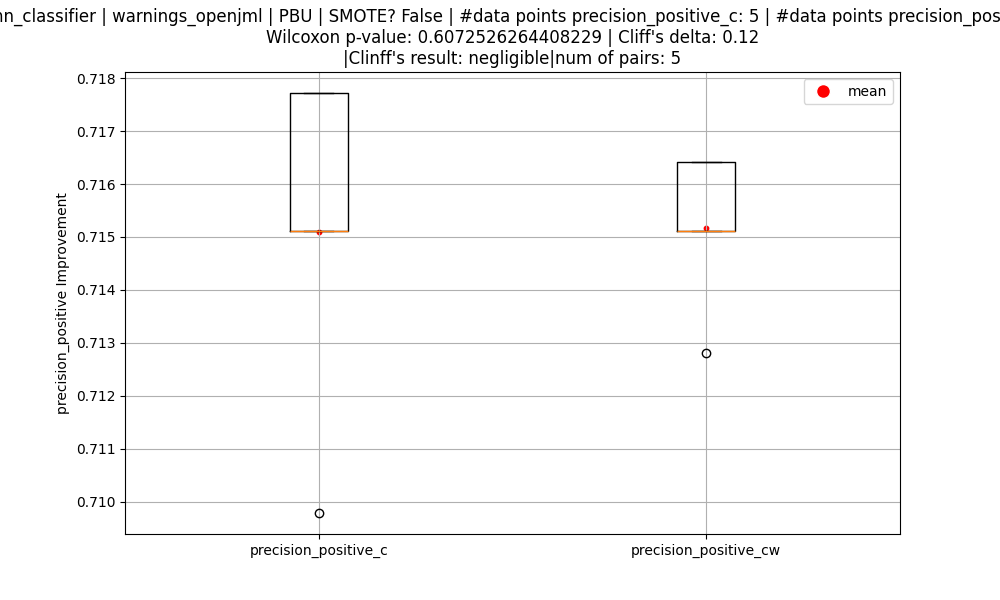 | warnings_openjml | PBU | SMOTE? False | #data points precision_positive_c: 5 | #data points
Wilcoxon p-value: 0.6072526264408229 | Cliff's delta: 0.12
|Clinff's result: negligible|num of pairs: 5
mean
0.718
0.717
0.716
0.715
0.714
0.713
0.712
0.711
0.710
precision_positive Improvement
precision_positive_c
precision_positive_cw